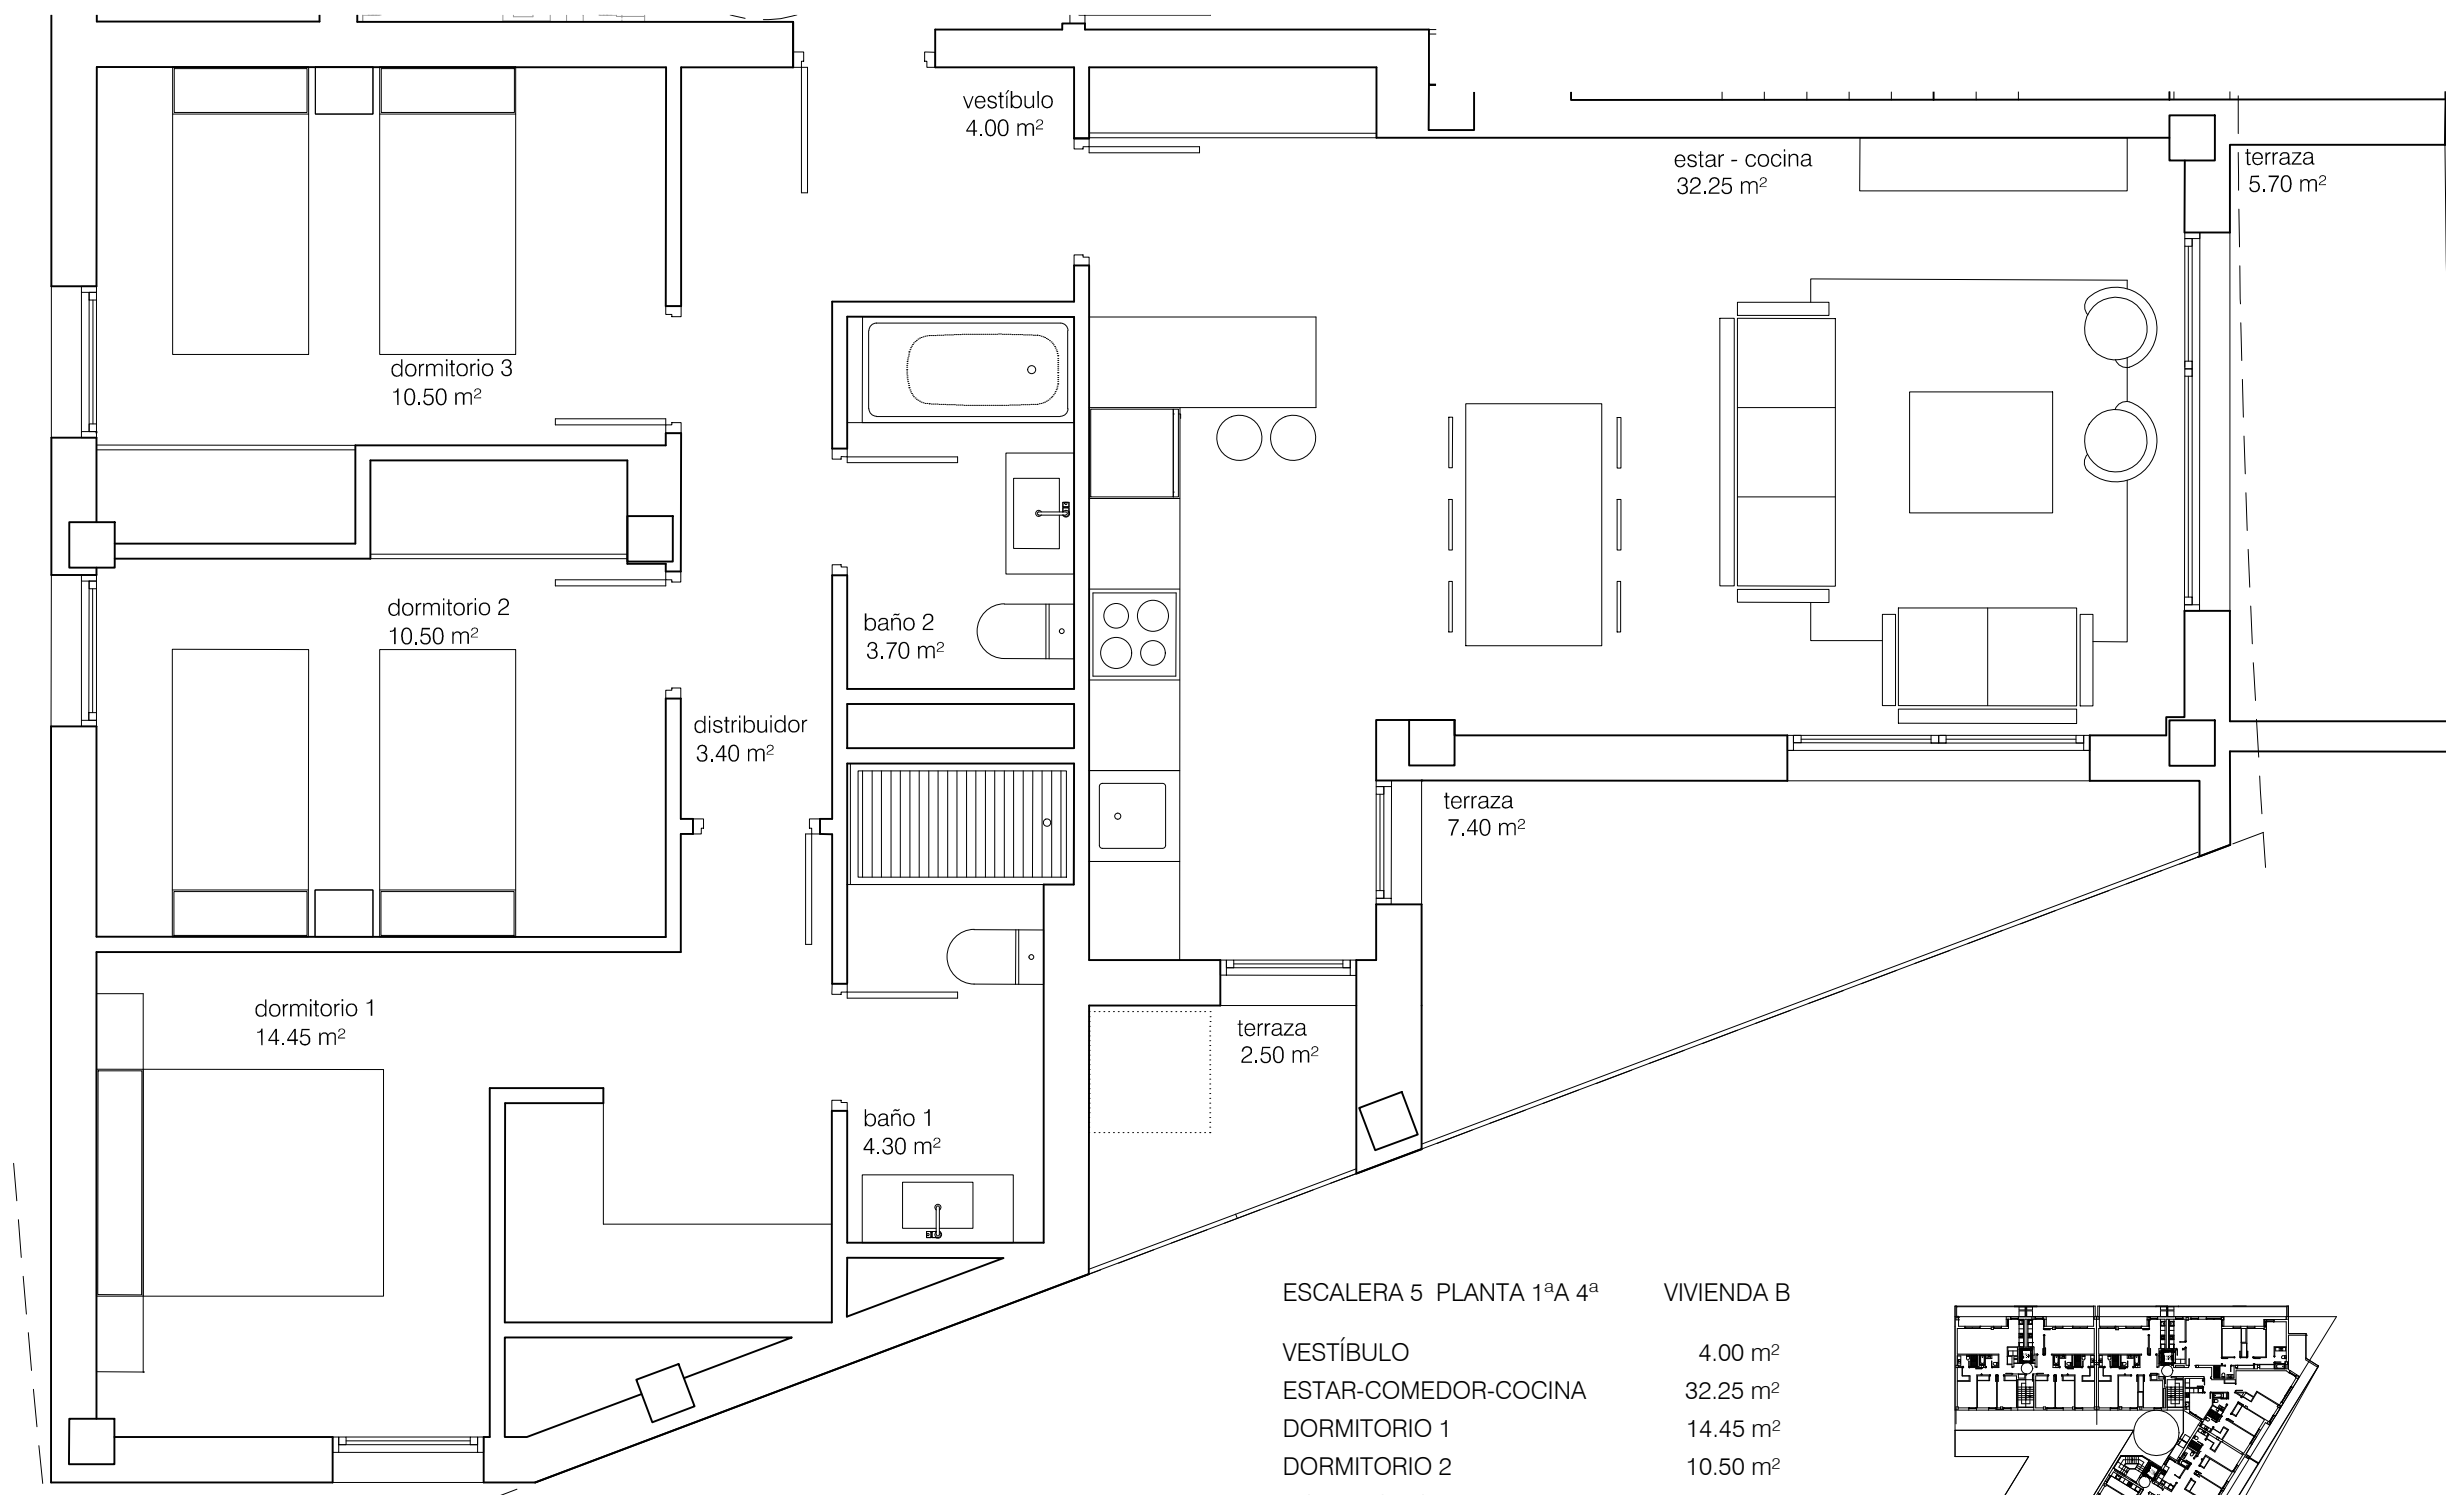 vestíbulo
4.00 m²
estar - cocina
32.25 m²
terraza
5.70 m²
dormitorio 3
10.50 m²
dormitorio 2
10.50 m²
baño 2
3.70 m²
distribuidor
3.40 m²
terraza
7.40 m²
dormitorio 1
14.45 m²
terraza
2.50 m²
baño 1
4.30 m²
ESCALERA 5 PLANTA 1ªA 4ª VIVIENDA B
VESTÍBULO 4.00 m²
ESTAR-COMEDOR-COCINA 32.25 m²
DORMITORIO 1 14.45 m²
DORMITORIO 2 10.50 m²